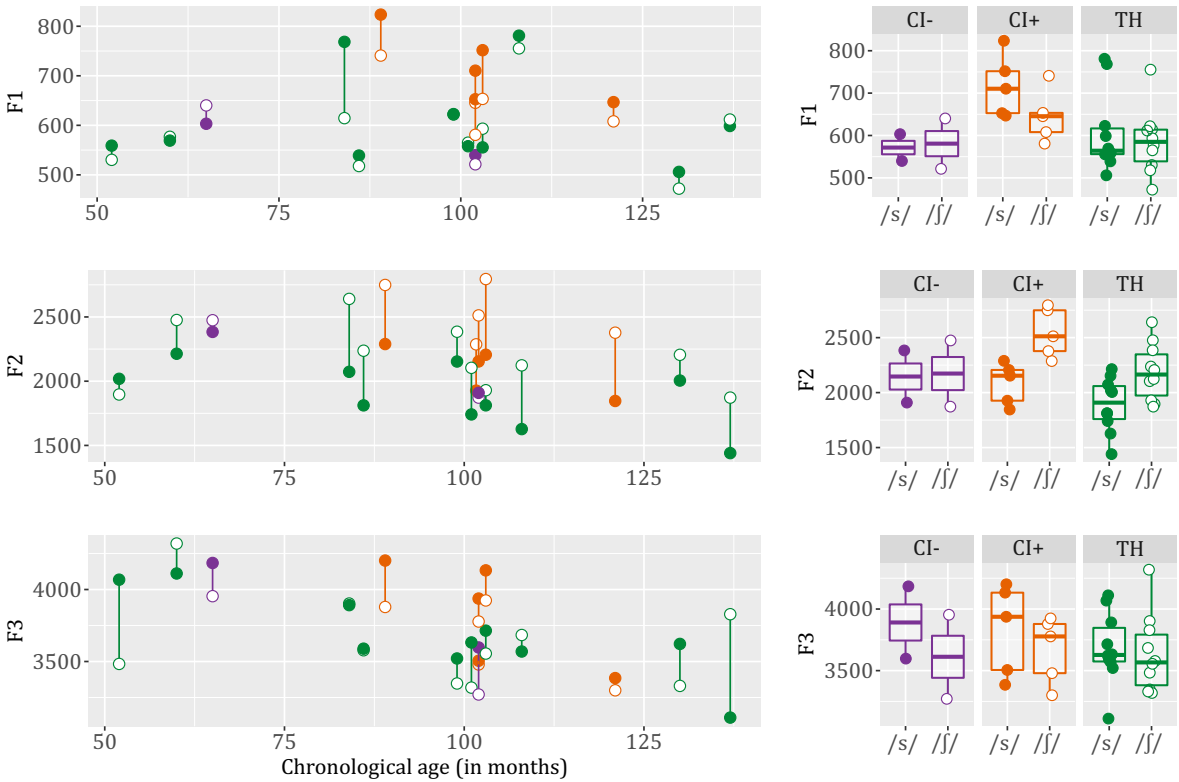 F1
800
700
600
500
50
75
100
125
CI-
CI+
TH
F1
800
700
600
500
/s/
/ʃ/
/s/
/ʃ/
/s/
/ʃ/
F2
2500
2000
1500
50
75
100
125
CI-
CI+
TH
F2
2500
2000
1500
/s/
/ʃ/
/s/
/ʃ/
/s/
/ʃ/
F3
4000
3500
50
75
100
125
Chronological age (in months)
CI-
CI+
TH
F3
4000
3500
/s/
/ʃ/
/s/
/ʃ/
/s/
/ʃ/